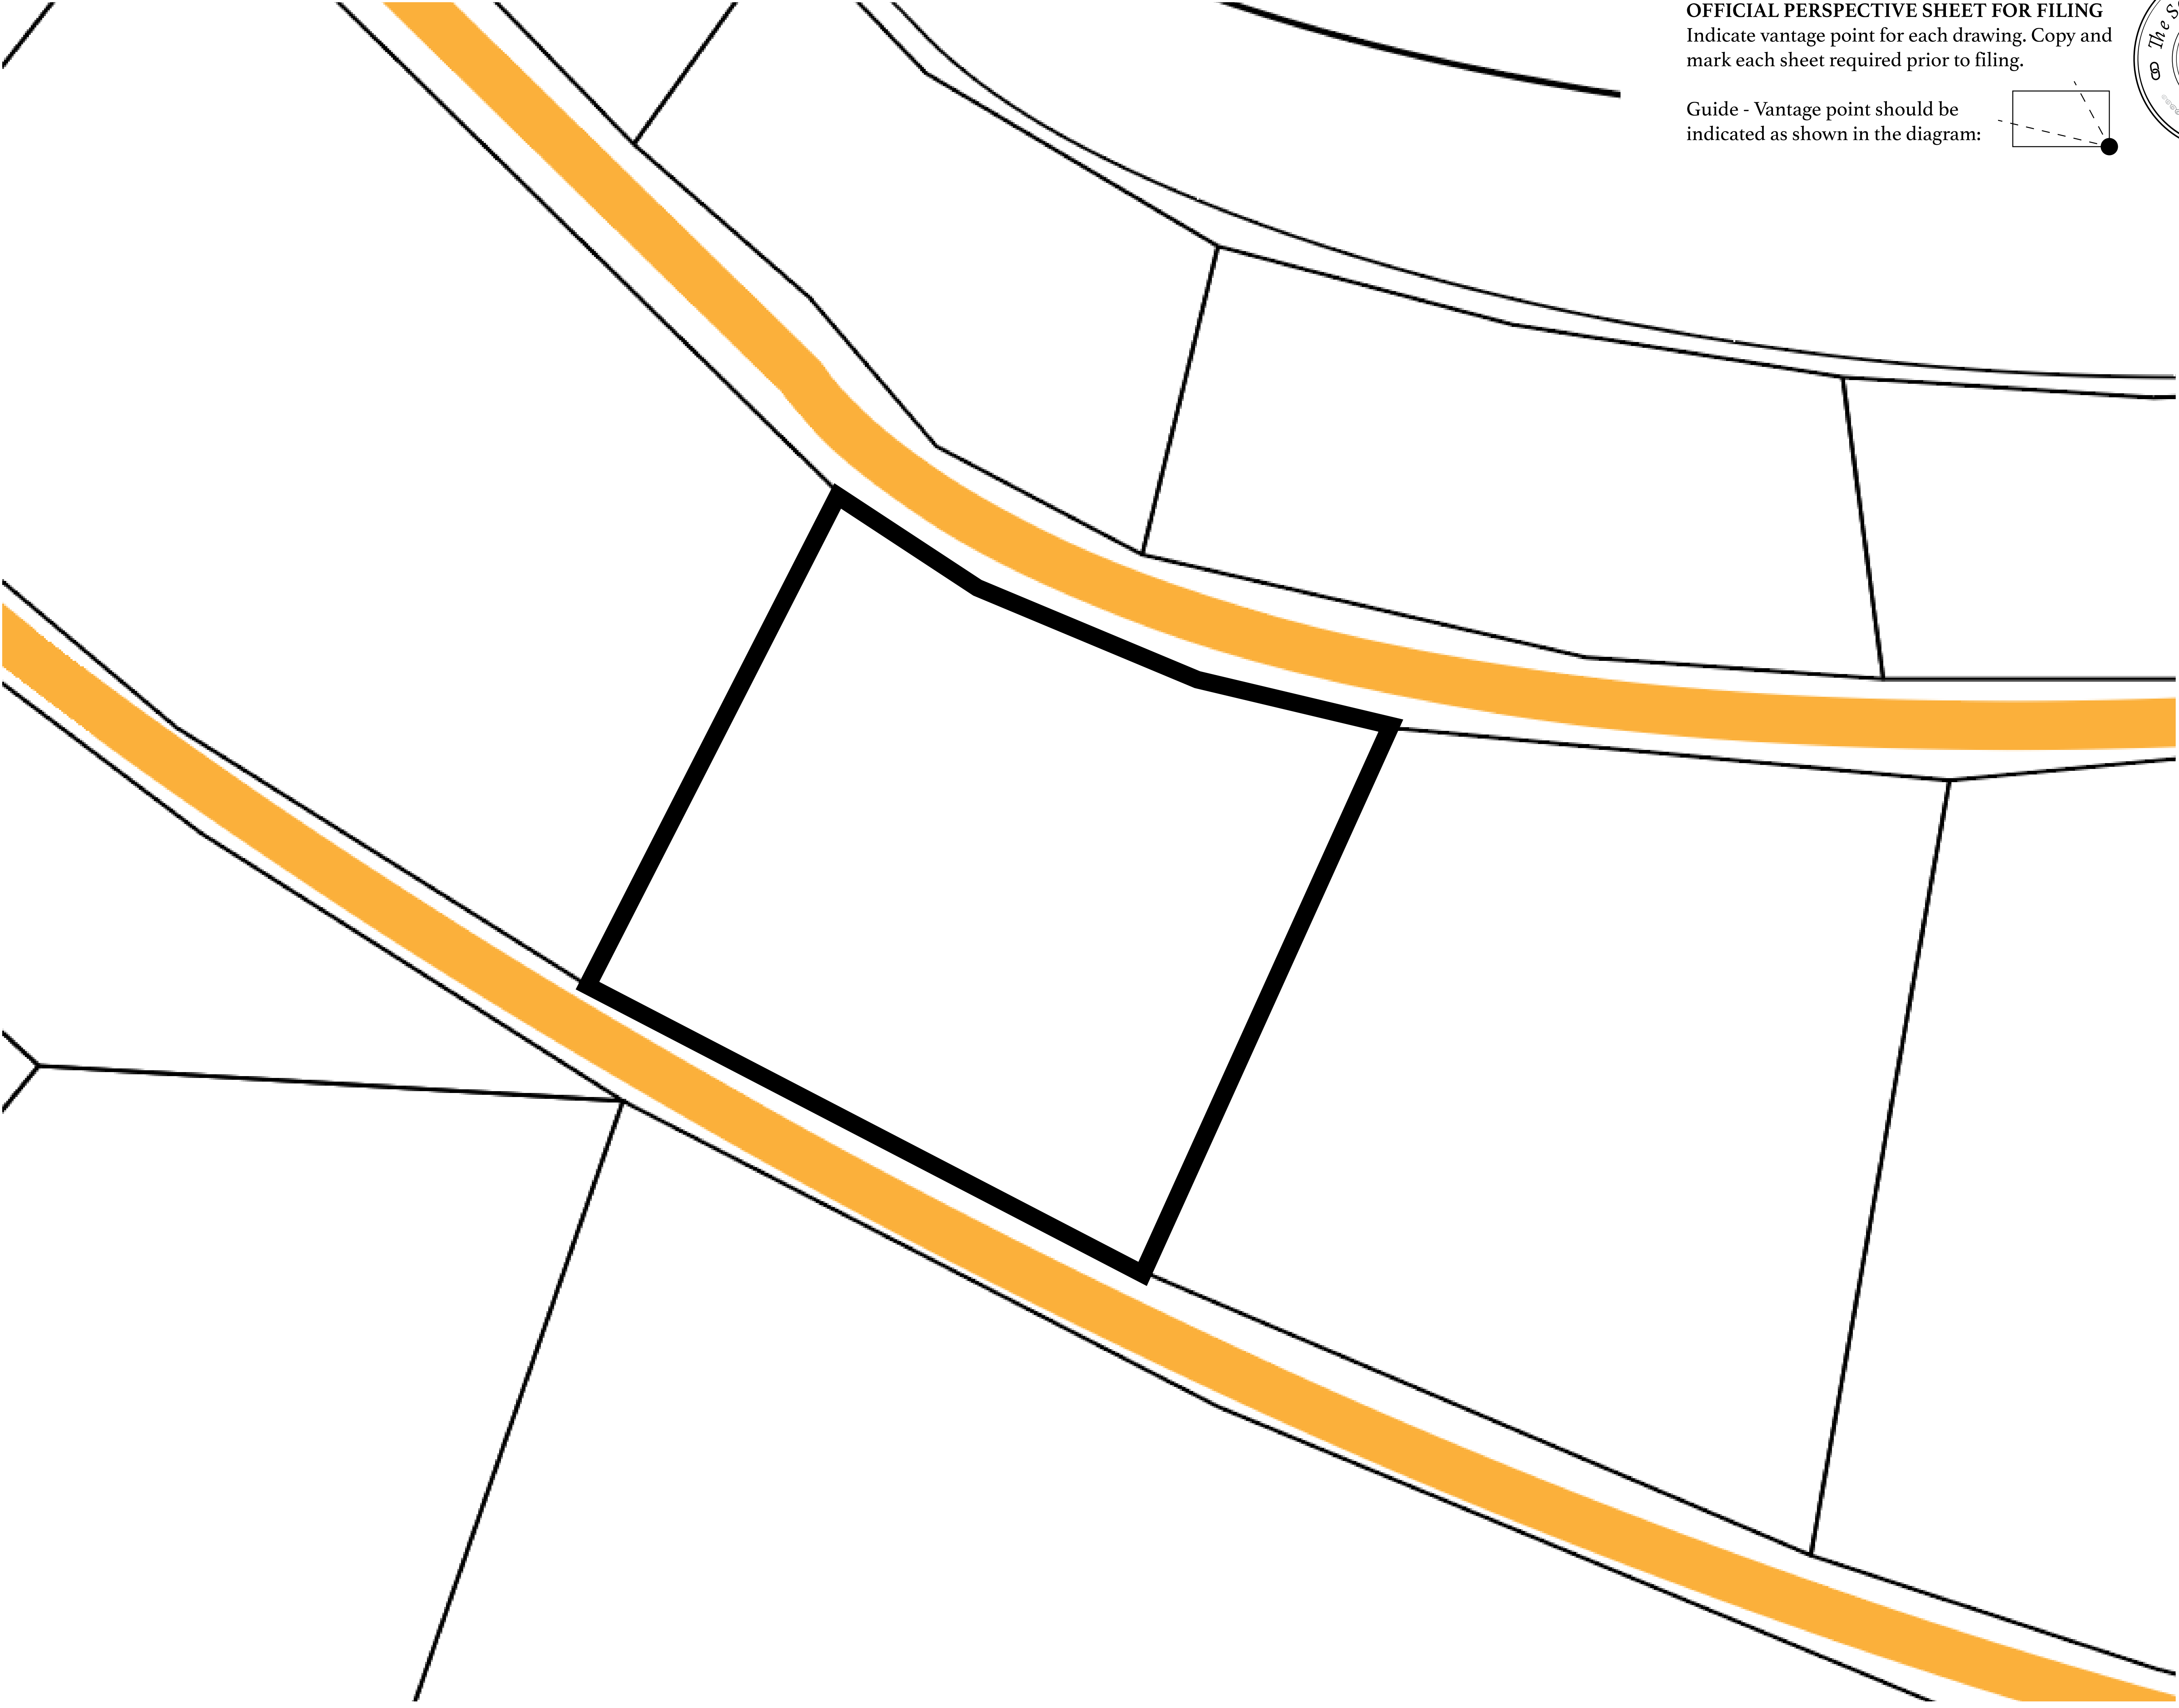 OFFICIAL PERSPECTIVE SHEET FOR FILING
Indicate vantage point for each drawing. Copy and
mark each sheet required prior to filing.
Guide - Vantage point should be
indicated as shown in the diagram:
The